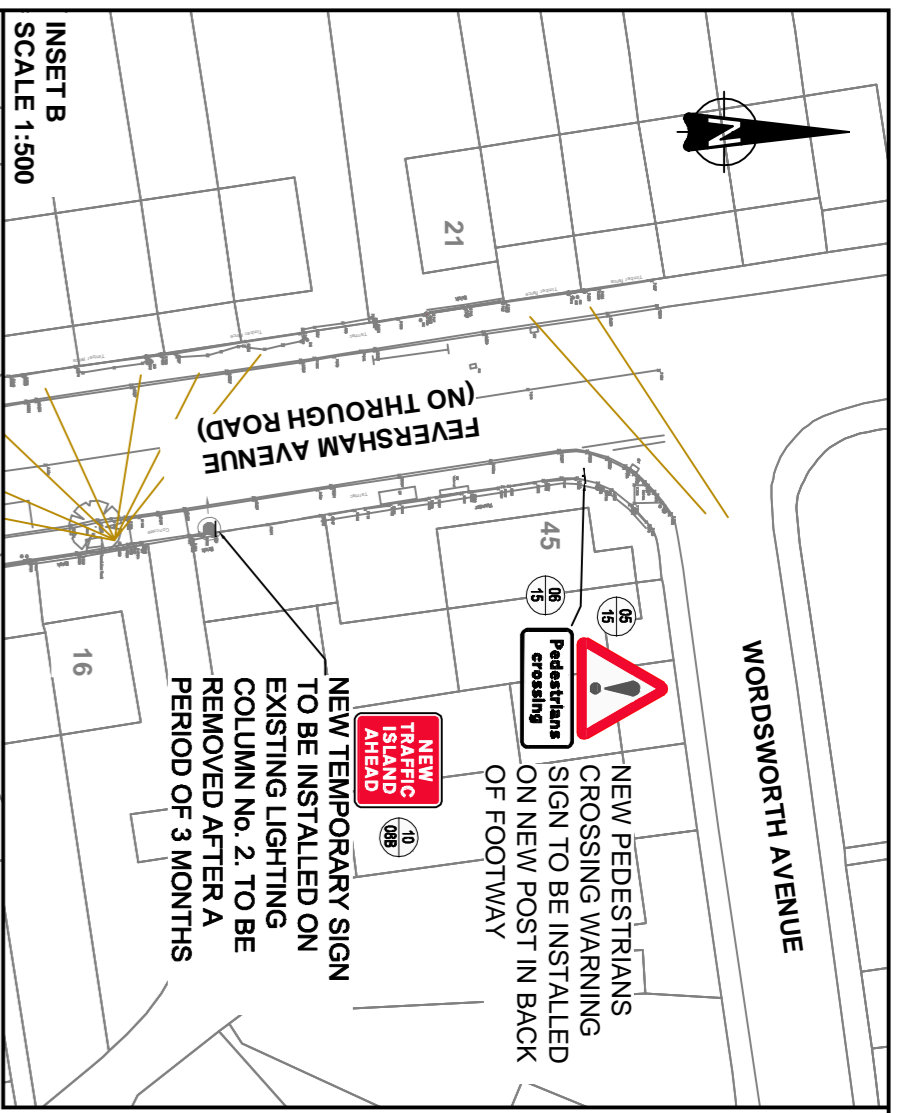 INSET B
SCALE 1:500
N
21
FEVERSHAM AVENUE
(NO THROUGH ROAD)
WORDSWORTH AVENUE
45
16
05
15
06
15
Pedestrians
crossing
NEW PEDESTRIANS
CROSSING WARNING
SIGN TO BE INSTALLED
ON NEW POST IN BACK
OF FOOTWAY
NEW
TRAFFIC
ISLAND
AHEAD
10
08B
NEW TEMPORARY SIGN
TO BE INSTALLED ON
EXISTING LIGHTING
COLUMN No. 2. TO BE
REMOVED AFTER A
PERIOD OF 3 MONTHS